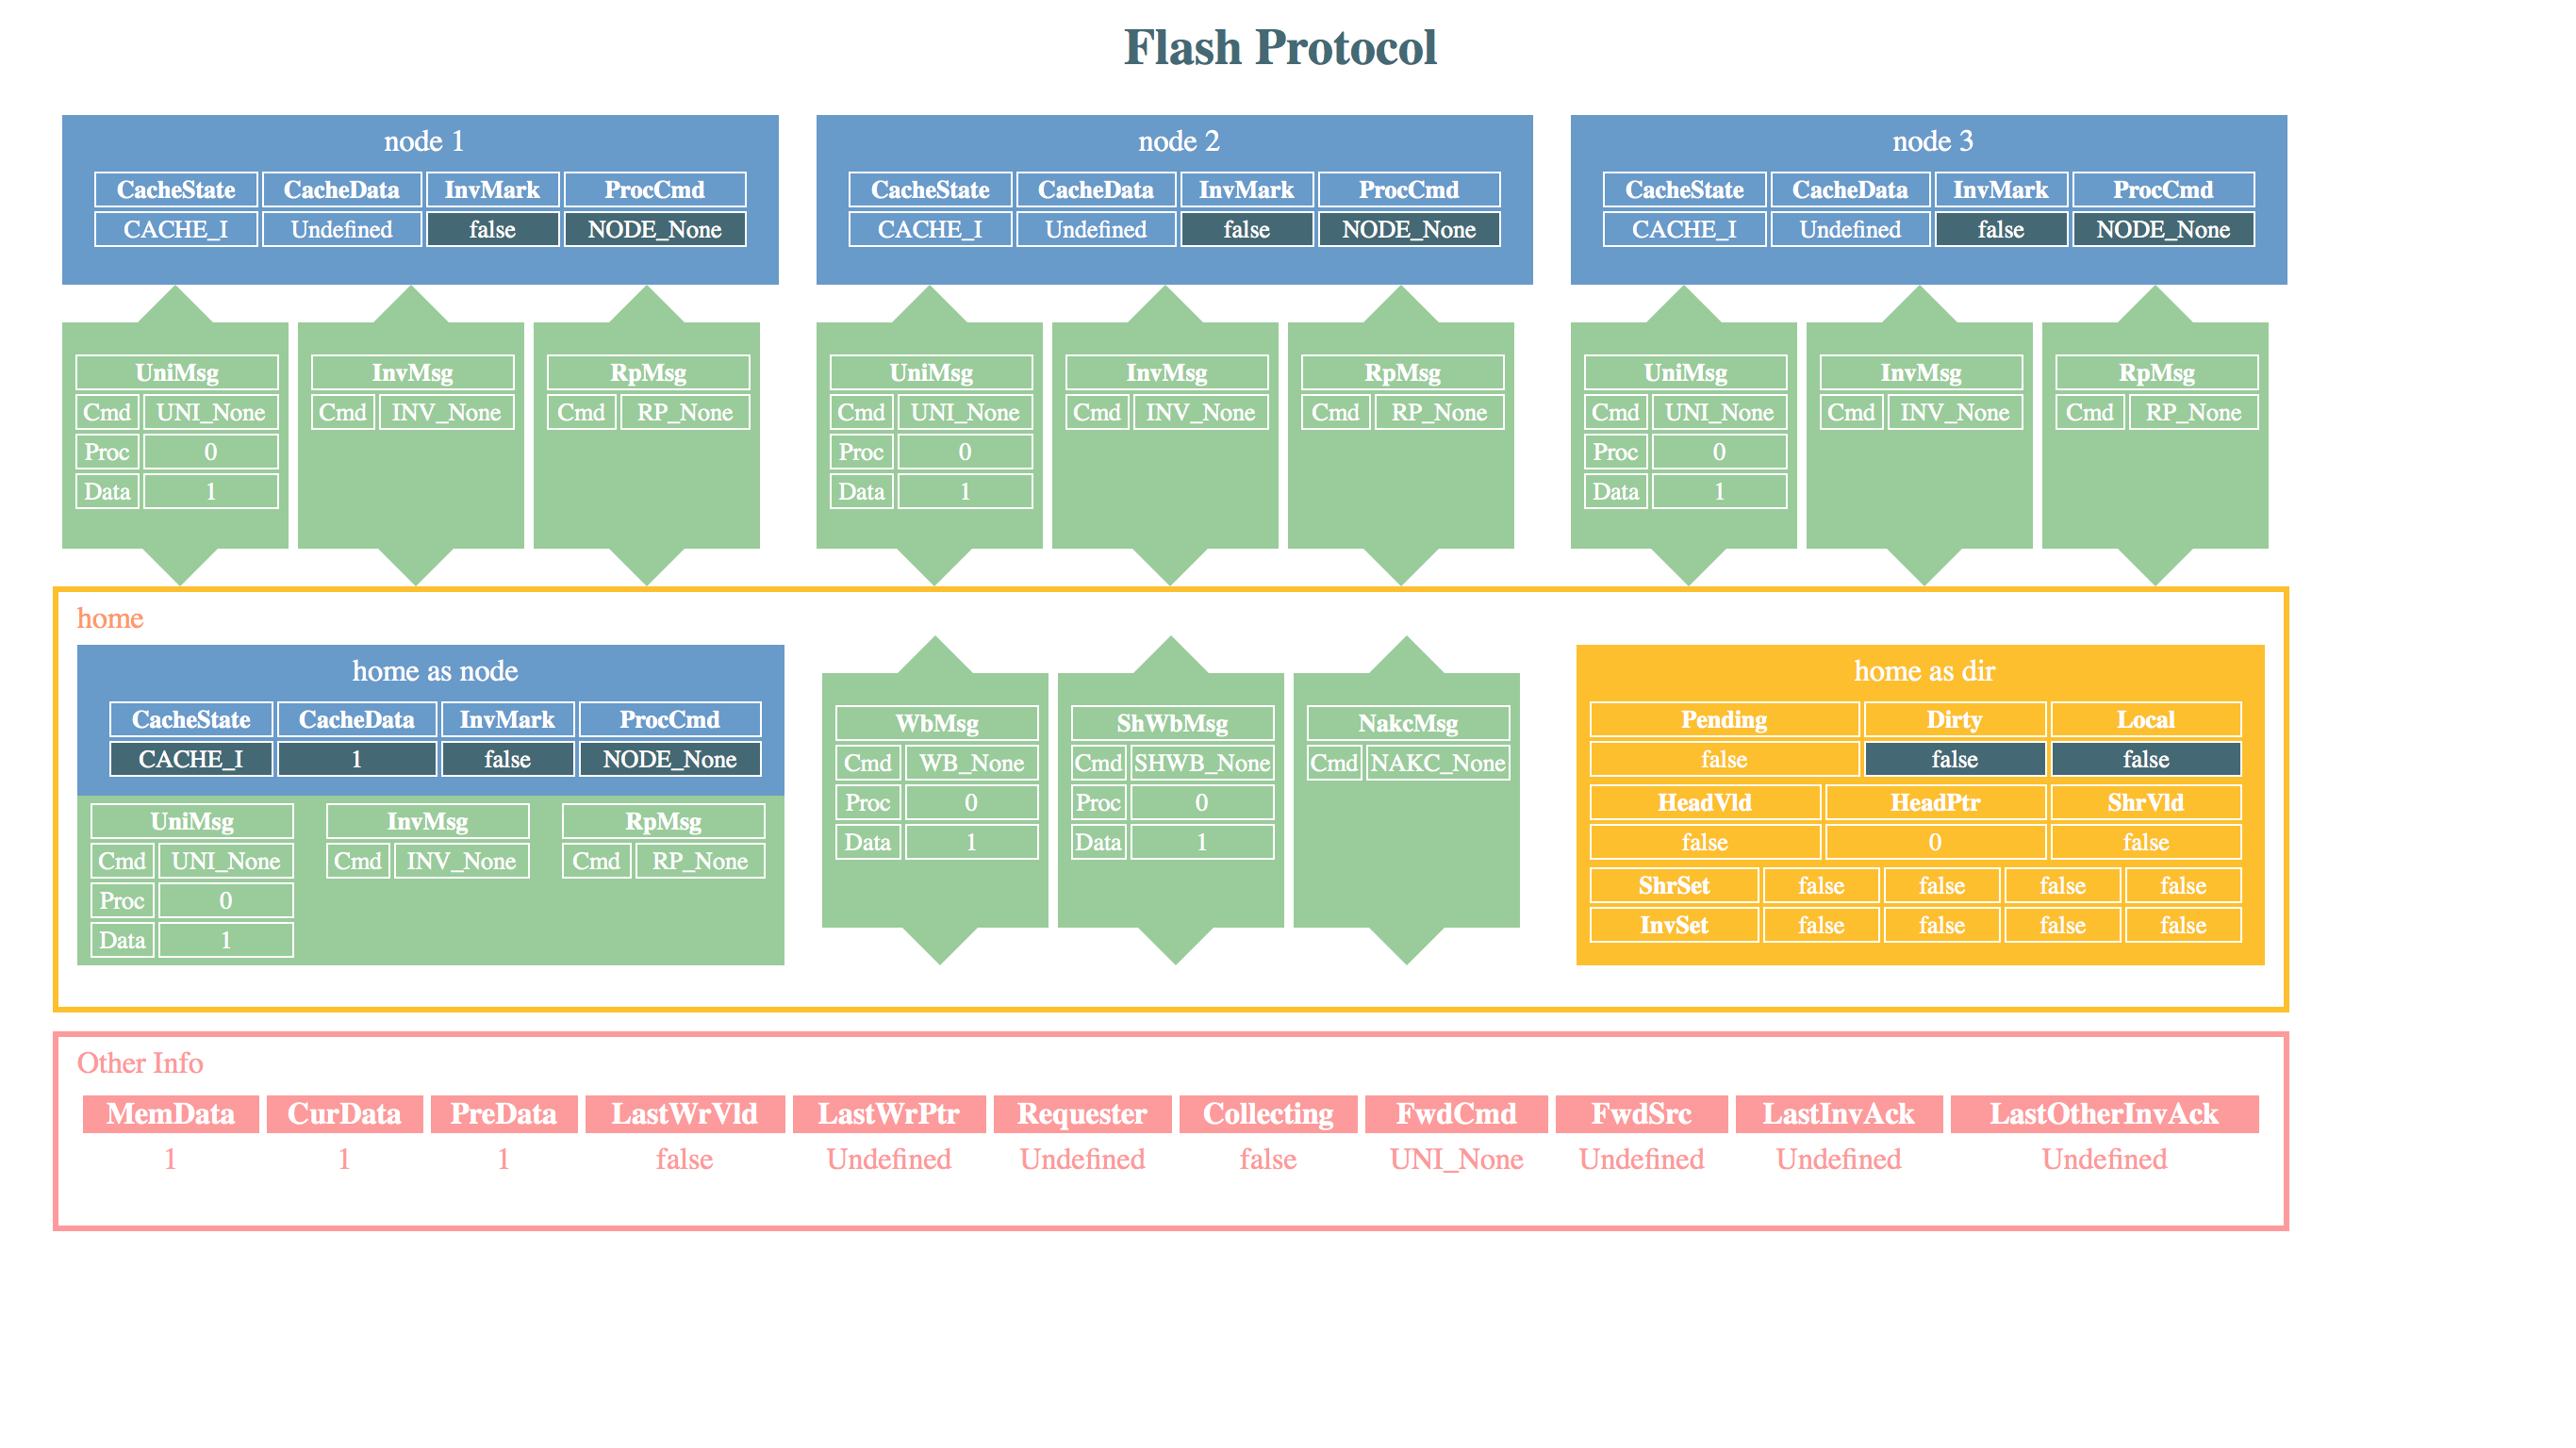 Flash Protocol
node 1 node 2 node 3
CacheState CacheData InvMark ProcCmd CacheState CacheData InvMark ProcCmd CacheState CacheData InvMark ProcCmd
CACHE_I Undefined false NODE_None CACHE_I Undefined false NODE_None CACHE_I Undefined false NODE_None
UniMsg InvMsg RpMsg UniMsg InvMsg RpMsg UniMsg InvMsg RpMsg
Cmd UNI_None Cmd INV_None Cmd RP_None Cmd UNI_None Cmd INV_None Cmd RP_None Cmd UNI_None Cmd INV_None Cmd RP_None
Proc 0 Proc 0 Proc 0
Data 1 Data 1 Data 1
home
home as node
CacheState CacheData InvMark ProcCmd
CACHE_I 1 false NODE_None
UniMsg InvMsg RpMsg
Cmd UNI_None Cmd INV_None Cmd RP_None
Proc 0
Data 1
WbMsg ShWbMsg NakcMsg
Cmd WB_None Cmd SHWB_None Cmd NAKC_None
Proc 0 Proc 0
Data 1 Data 1
home as dir
Pending Dirty Local
false false false
HeadVld HeadPtr ShrVld
false 0 false
ShrSet false false false false
InvSet false false false false
Other Info
MemData CurData PreData LastWrVld LastWrPtr Requester Collecting FwdCmd FwdSrc LastInvAck LastOtherInvAck
1 1 1 false Undefined Undefined false UNI_None Undefined Undefined Undefined